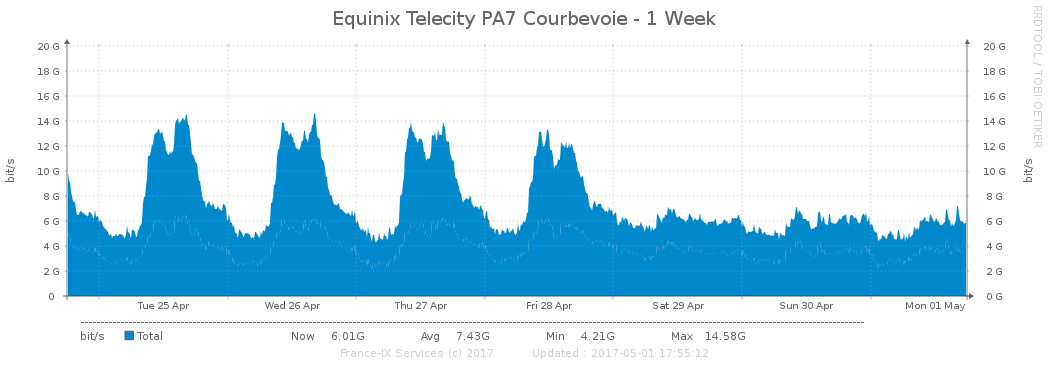 Equinix Telecity PA7 Courbevoie - 1 Week
RRDTOOL / TOBI OETIKER
bit/s
bit/s
20 G 20 G
18 G 18 G
16 G 16 G
14 G 14 G
12 G 12 G
10 G 10 G
8 G 8 G
6 G 6 G
4 G 4 G
2 G 2 G
0 0 G
Tue 25 Apr Wed 26 Apr Thu 27 Apr Fri 28 Apr Sat 29 Apr Sun 30 Apr Mon 01 May
bit/s Total Now 6.01G Avg 7.43G Min 4.21G Max 14.58G
France-IX Services (c) 2017 Updated : 2017-05-01 17:55:12